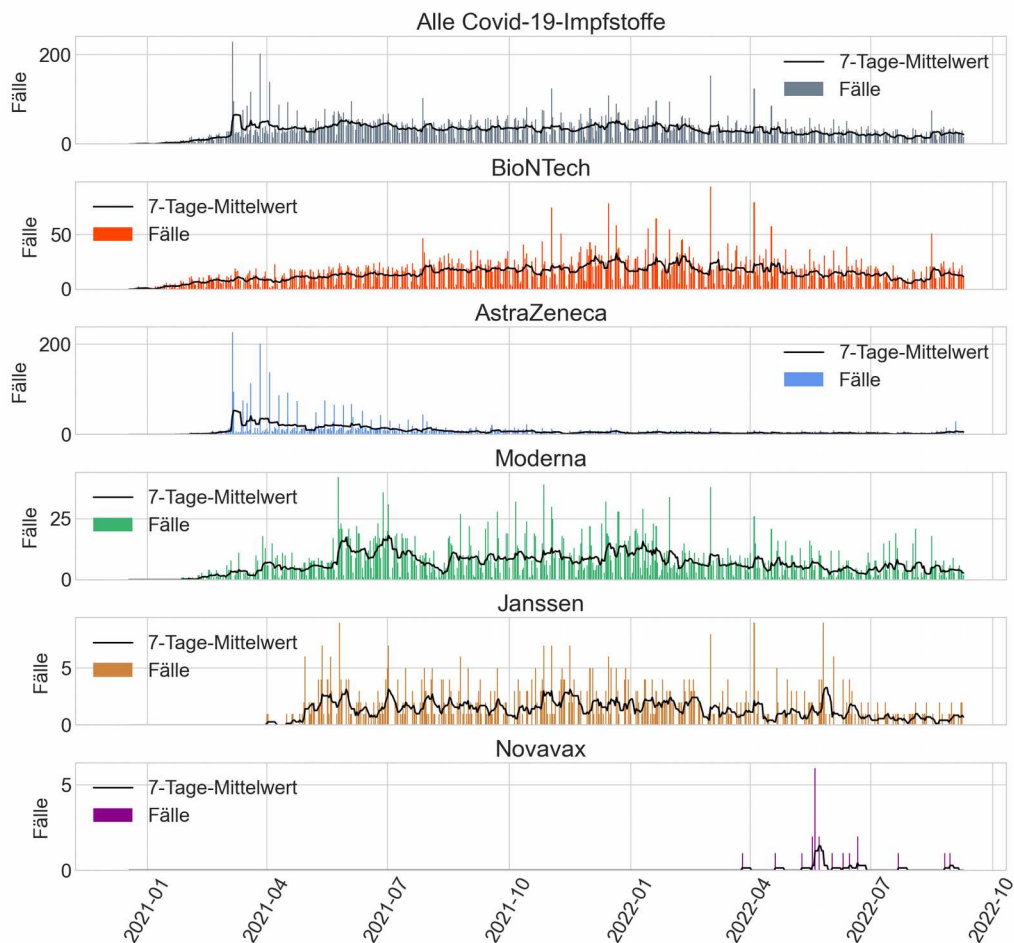 Alle Covid-19-Impfstoffe
Fälle
200
0
7-Tage-Mittelwert
Fälle
BioNTech
Fälle
50
0
7-Tage-Mittelwert
Fälle
AstraZeneca
Fälle
200
0
7-Tage-Mittelwert
Fälle
Moderna
Fälle
25
0
7-Tage-Mittelwert
Fälle
Janssen
Fälle
5
0
7-Tage-Mittelwert
Fälle
Novavax
Fälle
5
0
7-Tage-Mittelwert
Fälle
2021-01
2021-04
2021-07
2021-10
2022-01
2022-04
2022-07
2022-10